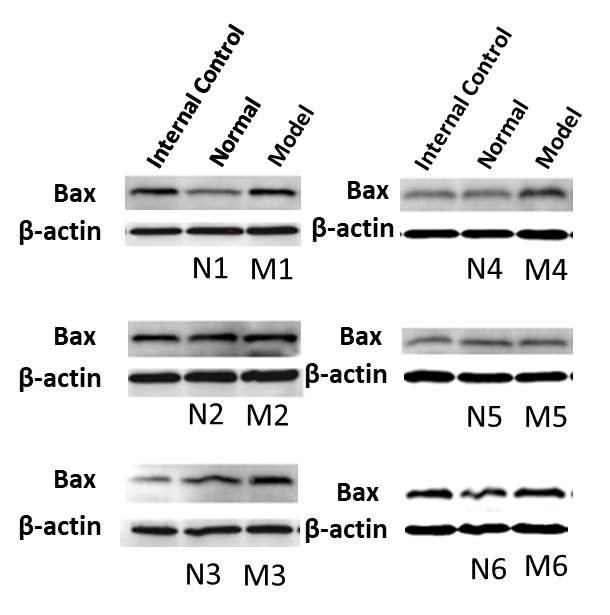 Internal Control Normal Model
Bax
β-actin
N1 M1
Bax
β-actin
N2 M2
Bax
β-actin
N3 M3
Internal Control Normal Model
Bax
β-actin
N4 M4
Bax
β-actin
N5 M5
Bax
β-actin
N6 M6